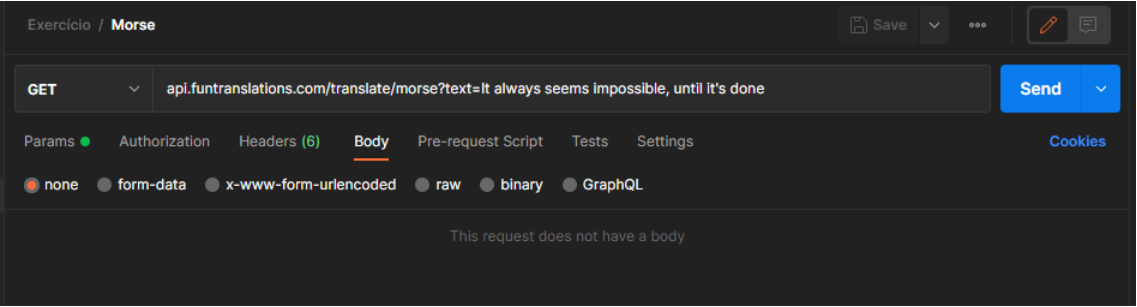 Exercício / Morse Save ooo
GET api.funtranslations.com/translate/morse?text=It always seems impossible, until it's done Send
Params Authorization Headers (6) Body Pre-request Script Tests Settings Cookies
none form-data x-www-form-urlencoded raw binary GraphQL
This request does not have a body